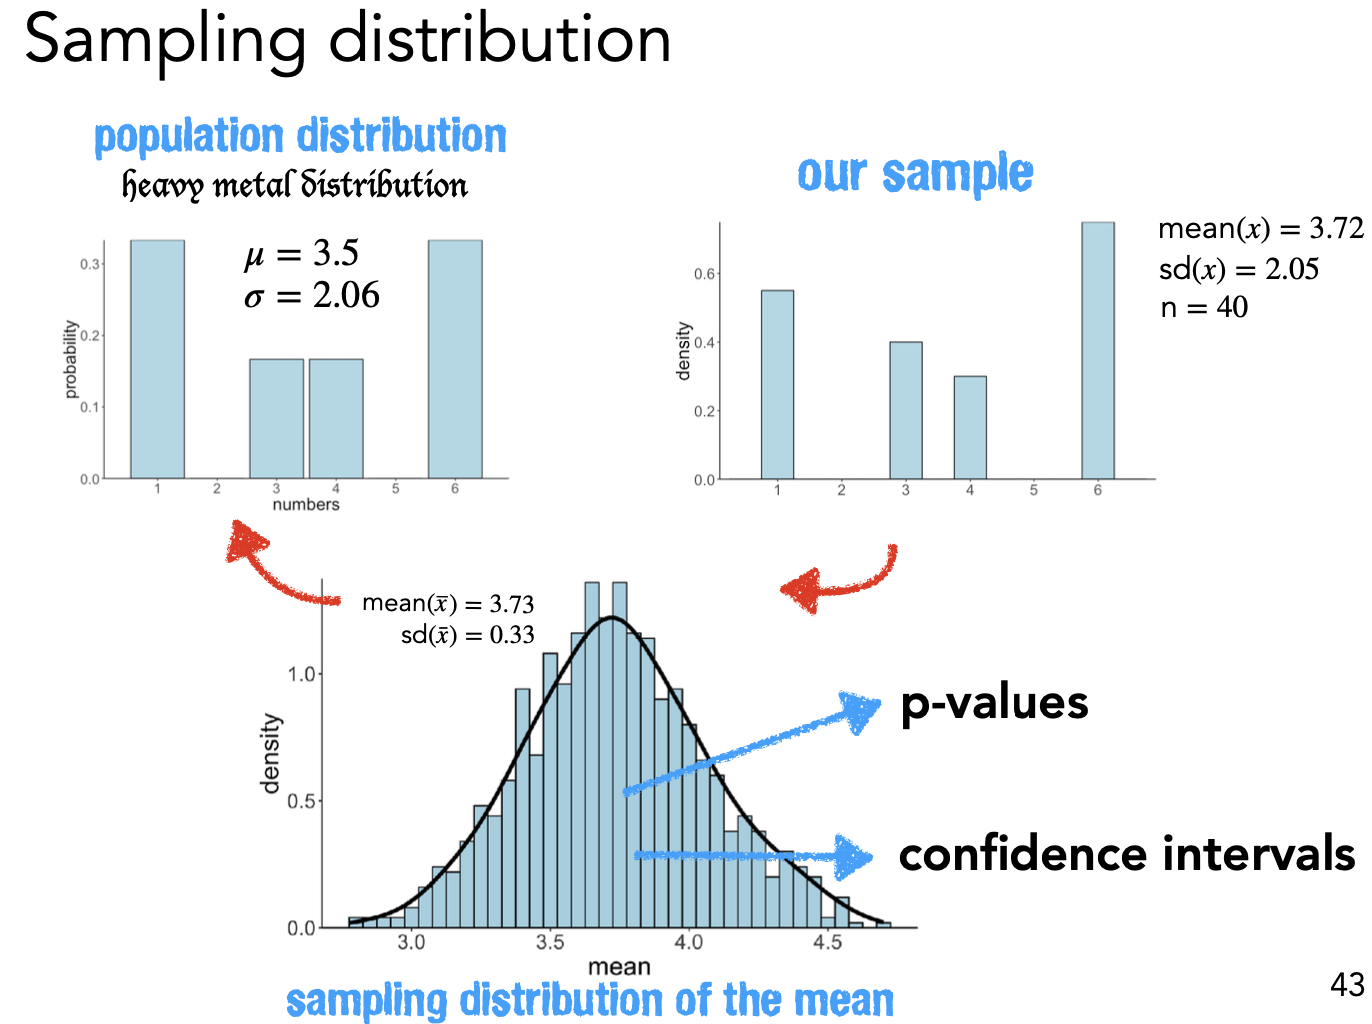 Sampling distribution
population distribution
heavy metal distribution
μ = 3.5
σ = 2.06
probability
0.3
0.2
0.1
0.0
1 2 3 4 5 6
numbers
our sample
mean(x) = 3.72
sd(x) = 2.05
n = 40
density
0.6
0.4
0.2
0.0
1 2 3 4 5 6
mean(x̄) = 3.73
sd(x̄) = 0.33
density
1.0
0.5
0.0
3.0 3.5 4.0 4.5
mean
p-values
confidence intervals
sampling distribution of the mean
43